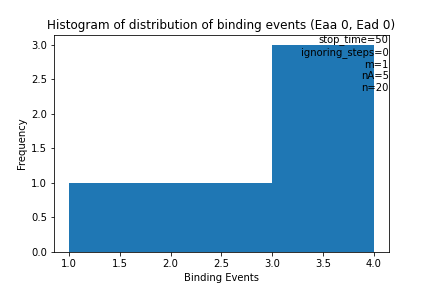 Histogram of distribution of binding events (Eaa 0, Ead 0)
stop_time=50
ignoring_steps=0
m=1
nA=5
n=20
3.0
2.5
2.0
1.5
1.0
0.5
0.0
Frequency
1.0 1.5 2.0 2.5 3.0 3.5 4.0
Binding Events